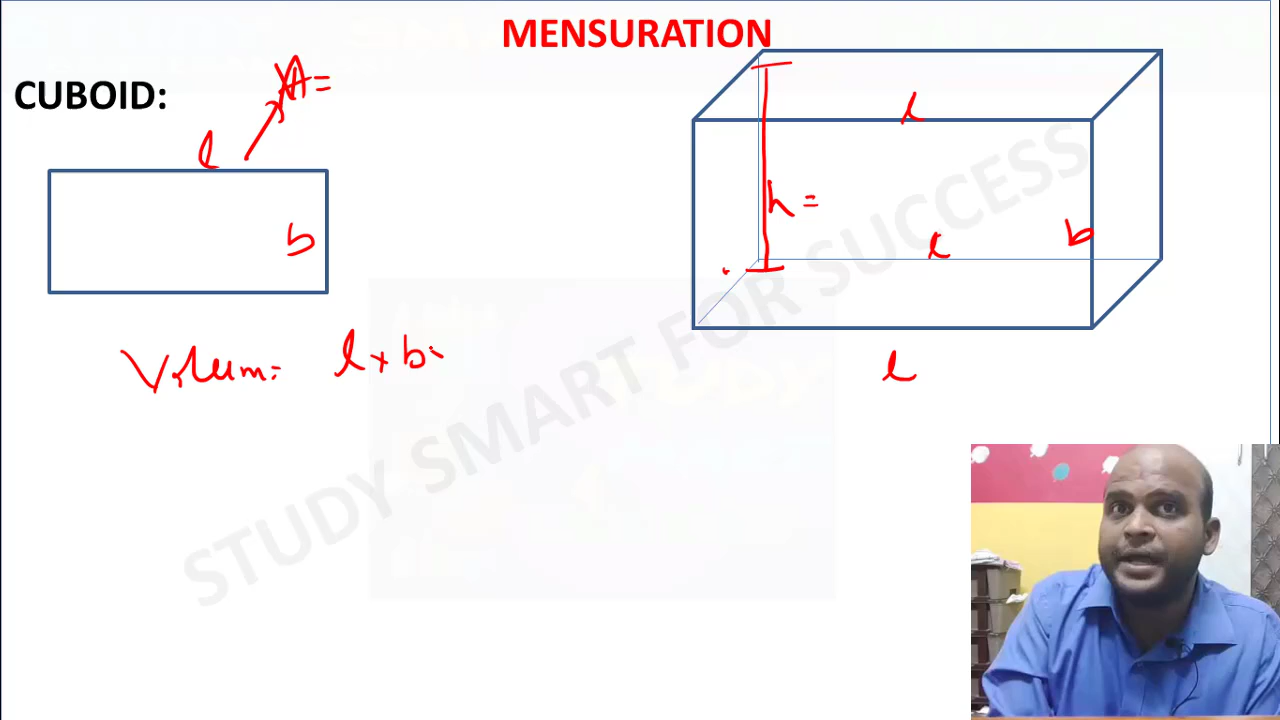 MENSURATION
CUBOID:
A=
l
b
l
h =
l
b
l
Volum= l x b
STUDY SMART FOR SUCCESS